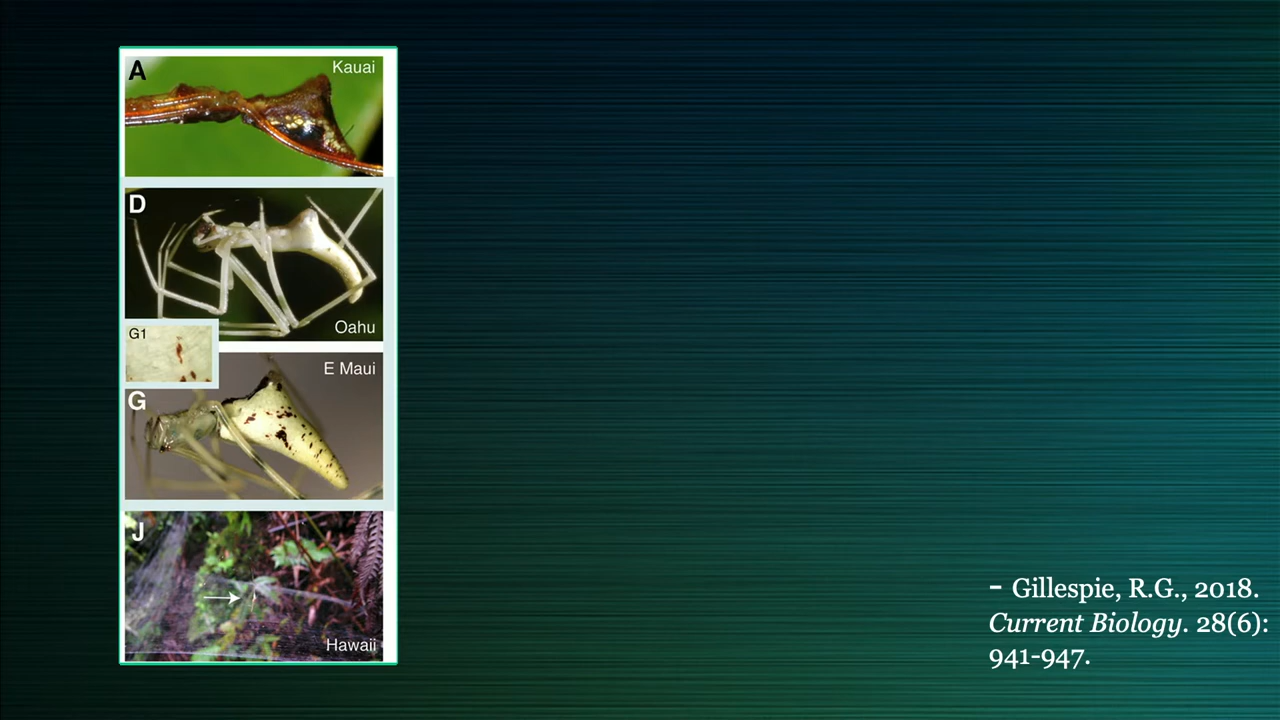 A
Kauai
D
Oahu
G1
E Maui
G
J
Hawaii
- Gillespie, R.G., 2018.
Current Biology. 28(6):
941-947.